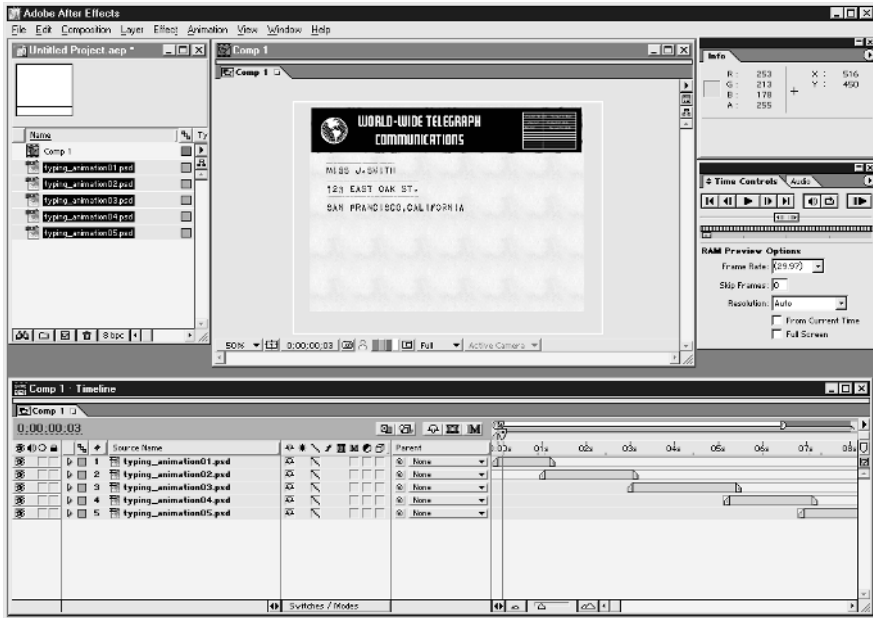 Adobe After Effects
File Edit Composition Layer Effect Animation View Window Help
Untitled Project.aep *
Name Ty
Comp 1
typing_animation01.psd
typing_animation02.psd
typing_animation03.psd
typing_animation04.psd
typing_animation05.psd
8 bpc
Comp 1
Comp 1
WORLD-WIDE TELEGRAPH
COMMUNICATIONS
MISS J.SMITH
123 EAST OAK ST.
SAN FRANCISCO,CALIFORNIA
50% 0:00:00:03 Full Active Camera
Info
R : 253 X : 516
G : 213 Y : 450
B : 178
A : 255
Time Controls Audio
RAM Preview Options
Frame Rate: (29.97)
Skip Frames: 0
Resolution: Auto
From Current Time
Full Screen
Comp 1 · Timeline
Comp 1
0:00:00:03
# Source Name Parent 01s 02s 03s 04s 05s 06s 07s 08s
1 typing_animation01.psd None
2 typing_animation02.psd None
3 typing_animation03.psd None
4 typing_animation04.psd None
5 typing_animation05.psd None
Switches / Modes